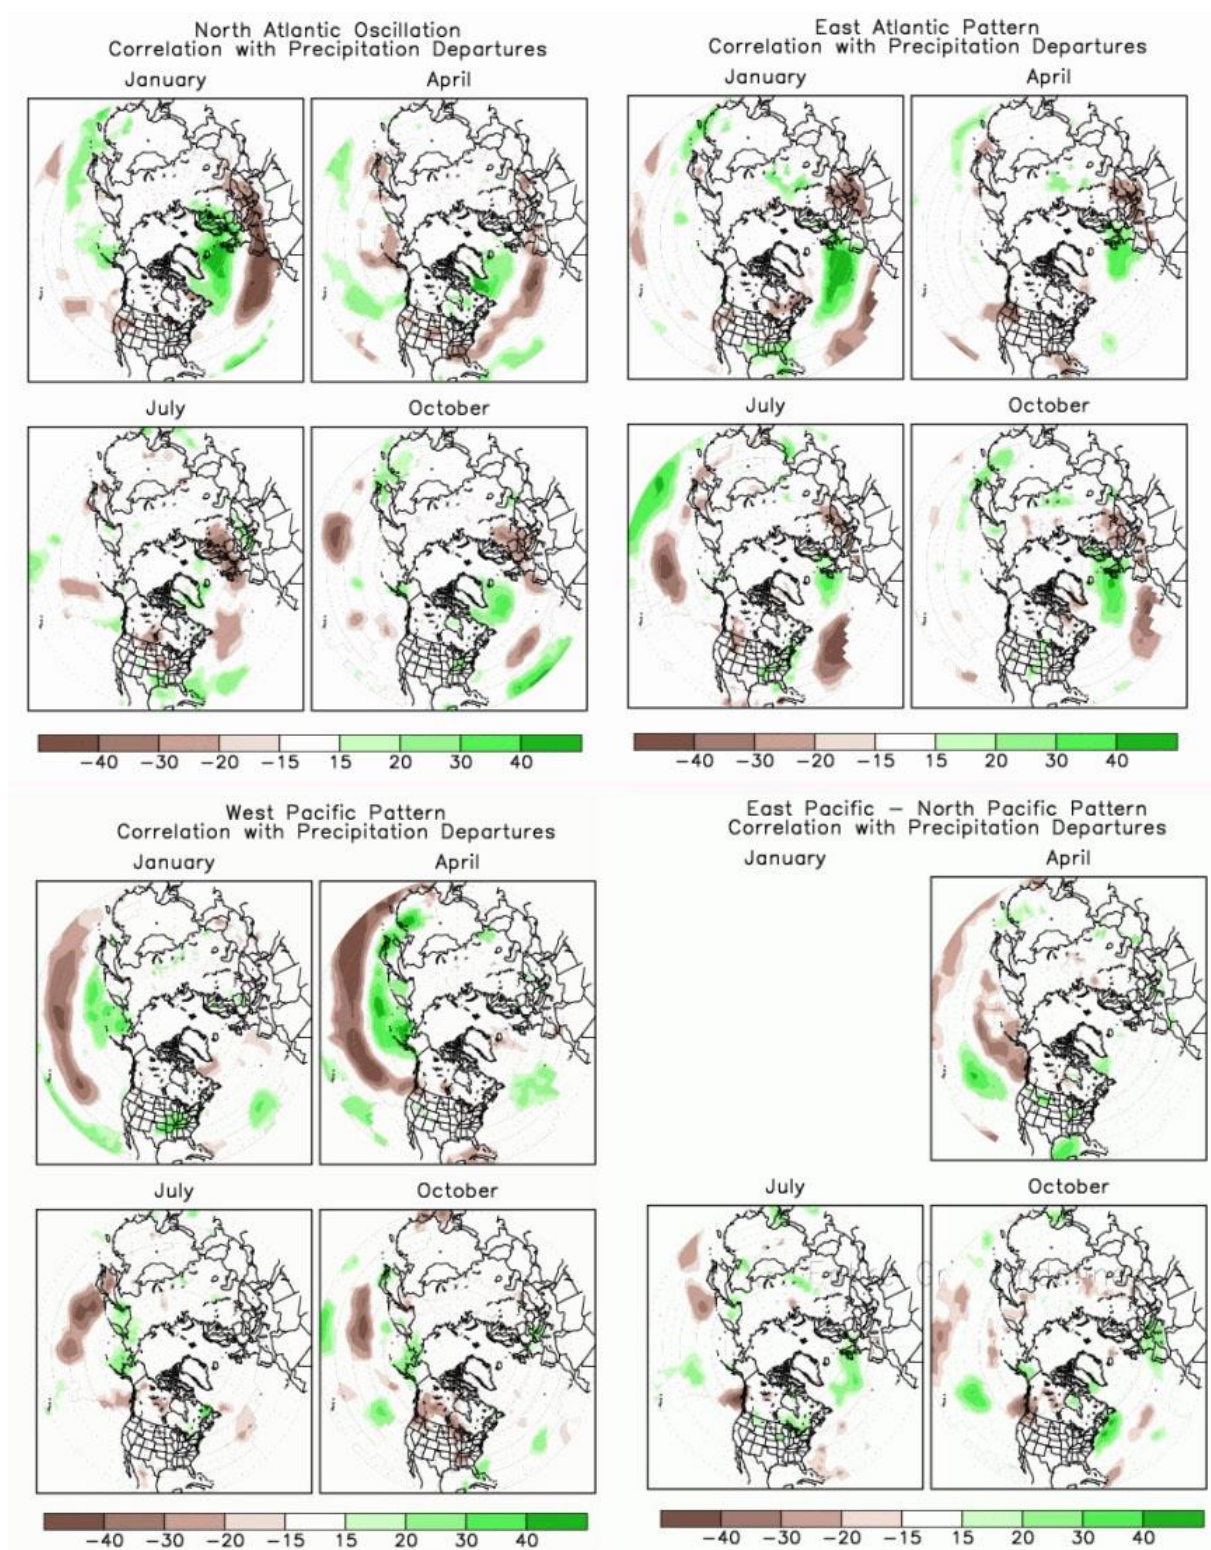 North Atlantic Oscillation
Correlation with Precipitation Departures
January April
July October
-40 -30 -20 -15 15 20 30 40
East Atlantic Pattern
Correlation with Precipitation Departures
January April
July October
-40 -30 -20 -15 15 20 30 40
West Pacific Pattern
Correlation with Precipitation Departures
January April
July October
-40 -30 -20 -15 15 20 30 40
East Pacific - North Pacific Pattern
Correlation with Precipitation Departures
January April
July October
-40 -30 -20 -15 15 20 30 40